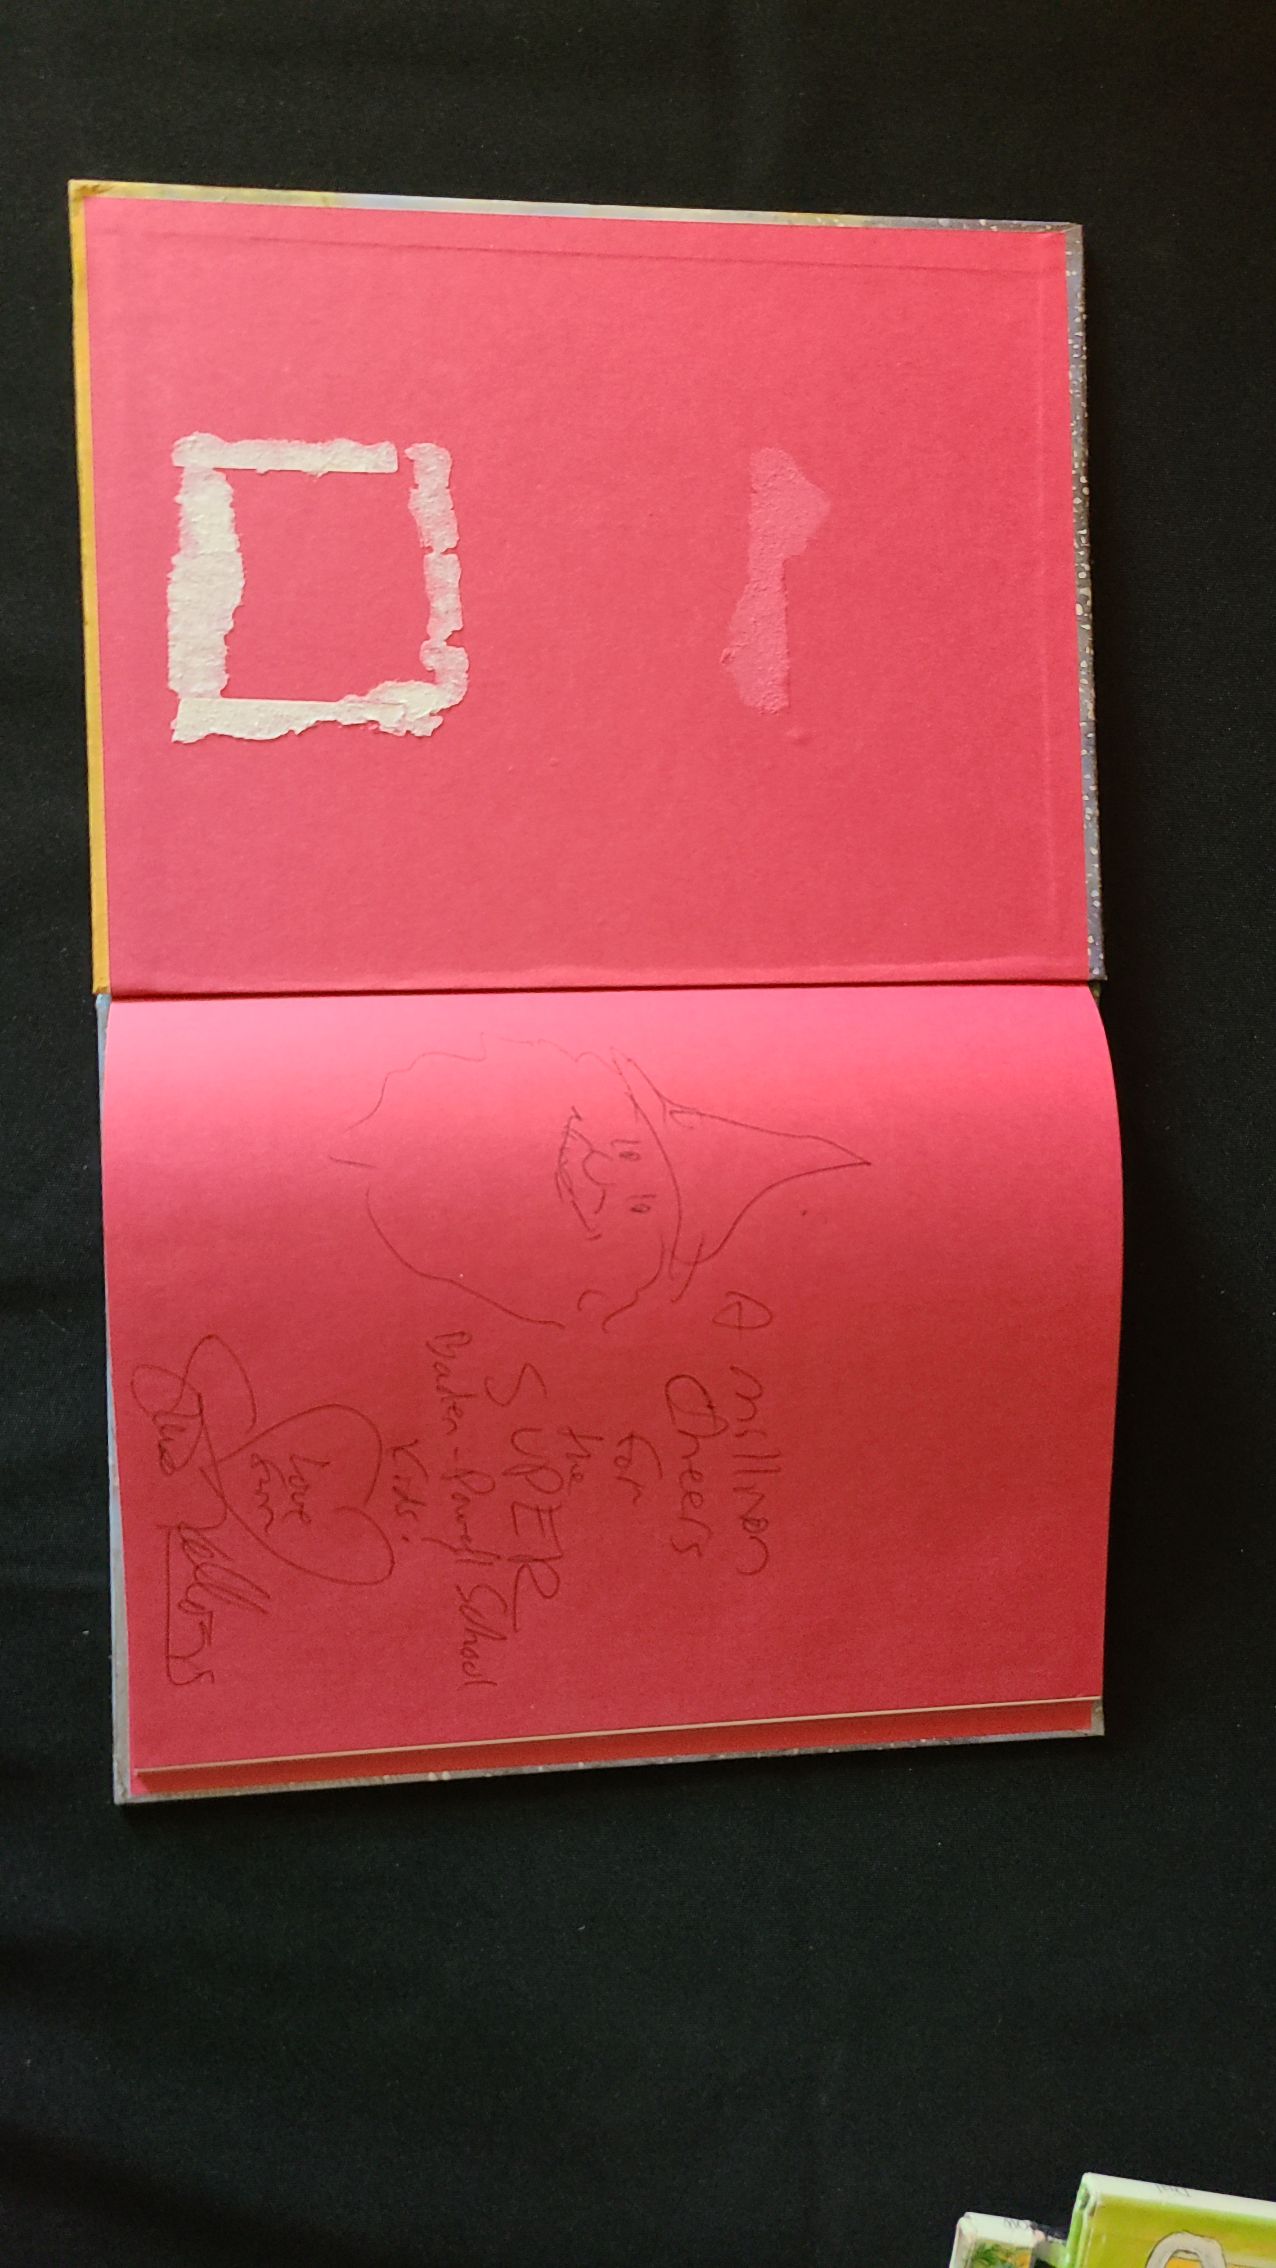 A million
Cheers
for
the
SUPER
Baden-Powell School
Kids!
Love
from